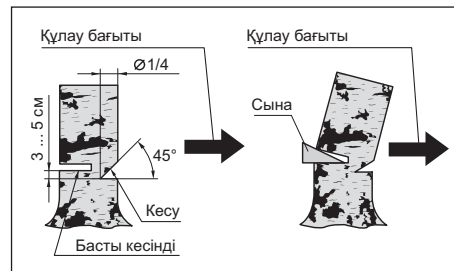 Құлау бағыты
Ø1/4
3 ... 5 см
45°
Кесу
Басты кесінді
Құлау бағыты
Сына